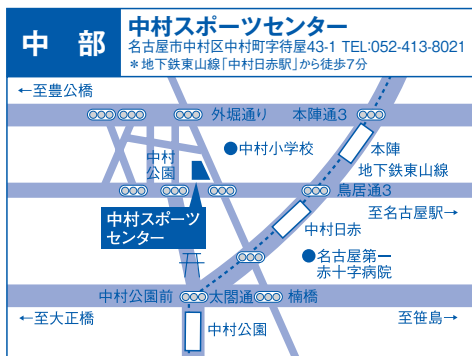 中部
中村スポーツセンター
名古屋市中村区中村町字待屋43-1 TEL:052-413-8021
＊地下鉄東山線「中村日赤駅」から徒歩7分
←至豊公橋
外堀通り
本陣通3
中村
公園
●中村小学校
本陣
地下鉄東山線
鳥居通3
中村スポーツ
センター
至名古屋駅→
中村日赤
●名古屋第一
赤十字病院
中村公園前
太閤通
楠橋
←至大正橋
中村公園
至笹島→